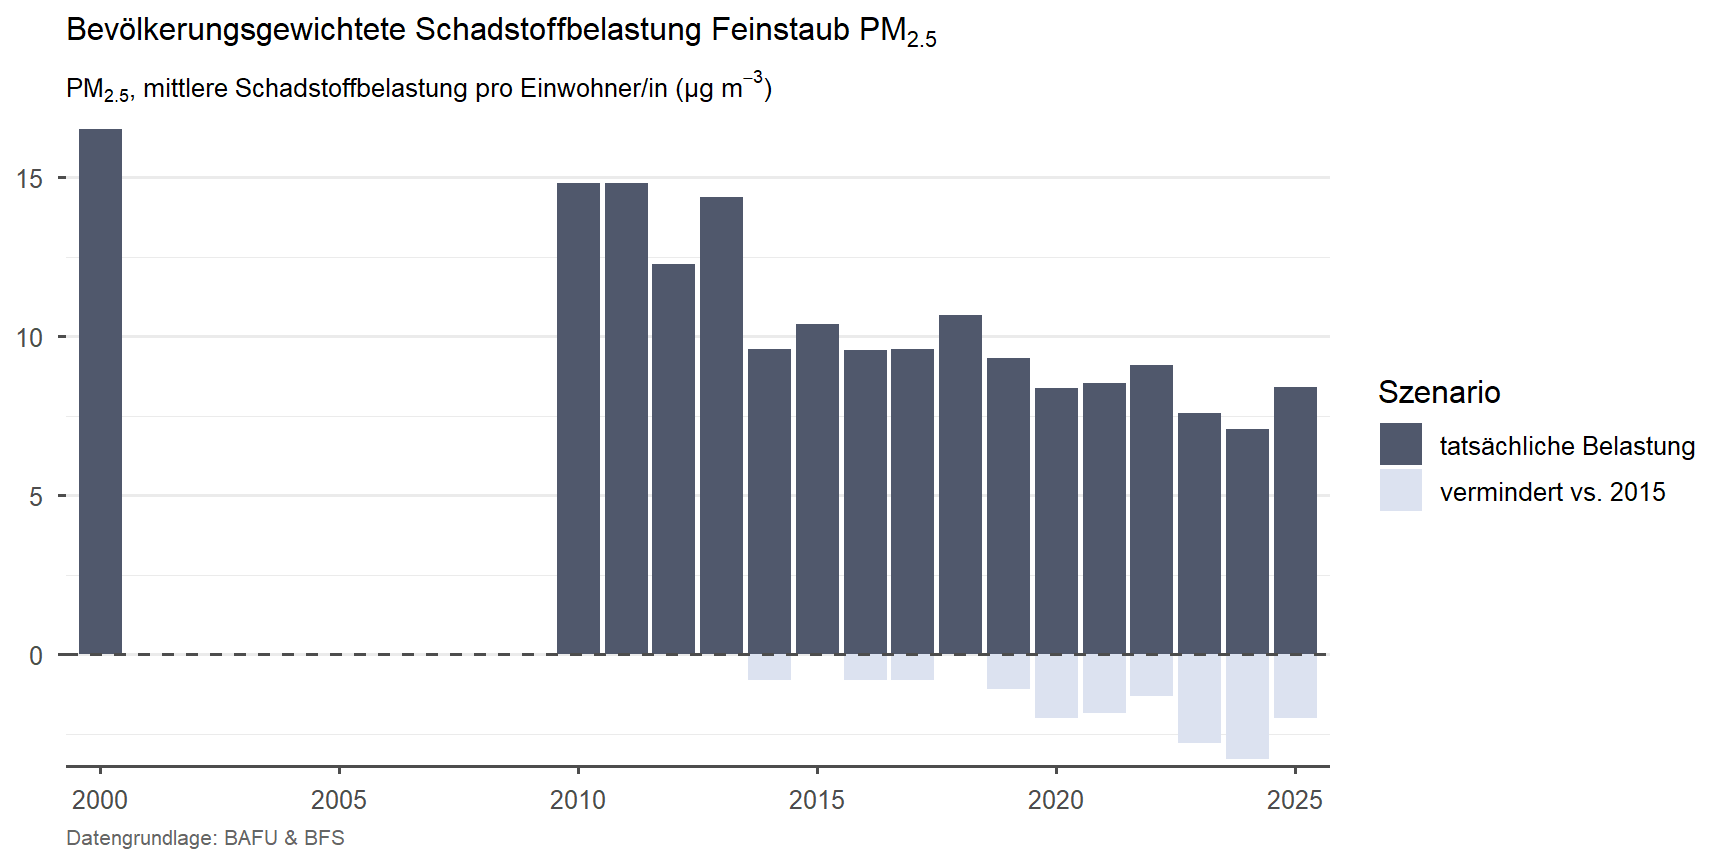 Bevölkerungsgewichtete Schadstoffbelastung Feinstaub PM2.5
PM2.5, mittlere Schadstoffbelastung pro Einwohner/in (µg m−3)
15
10
5
0
2000 2005 2010 2015 2020 2025
Szenario
tatsächliche Belastung
vermindert vs. 2015
Datengrundlage: BAFU & BFS